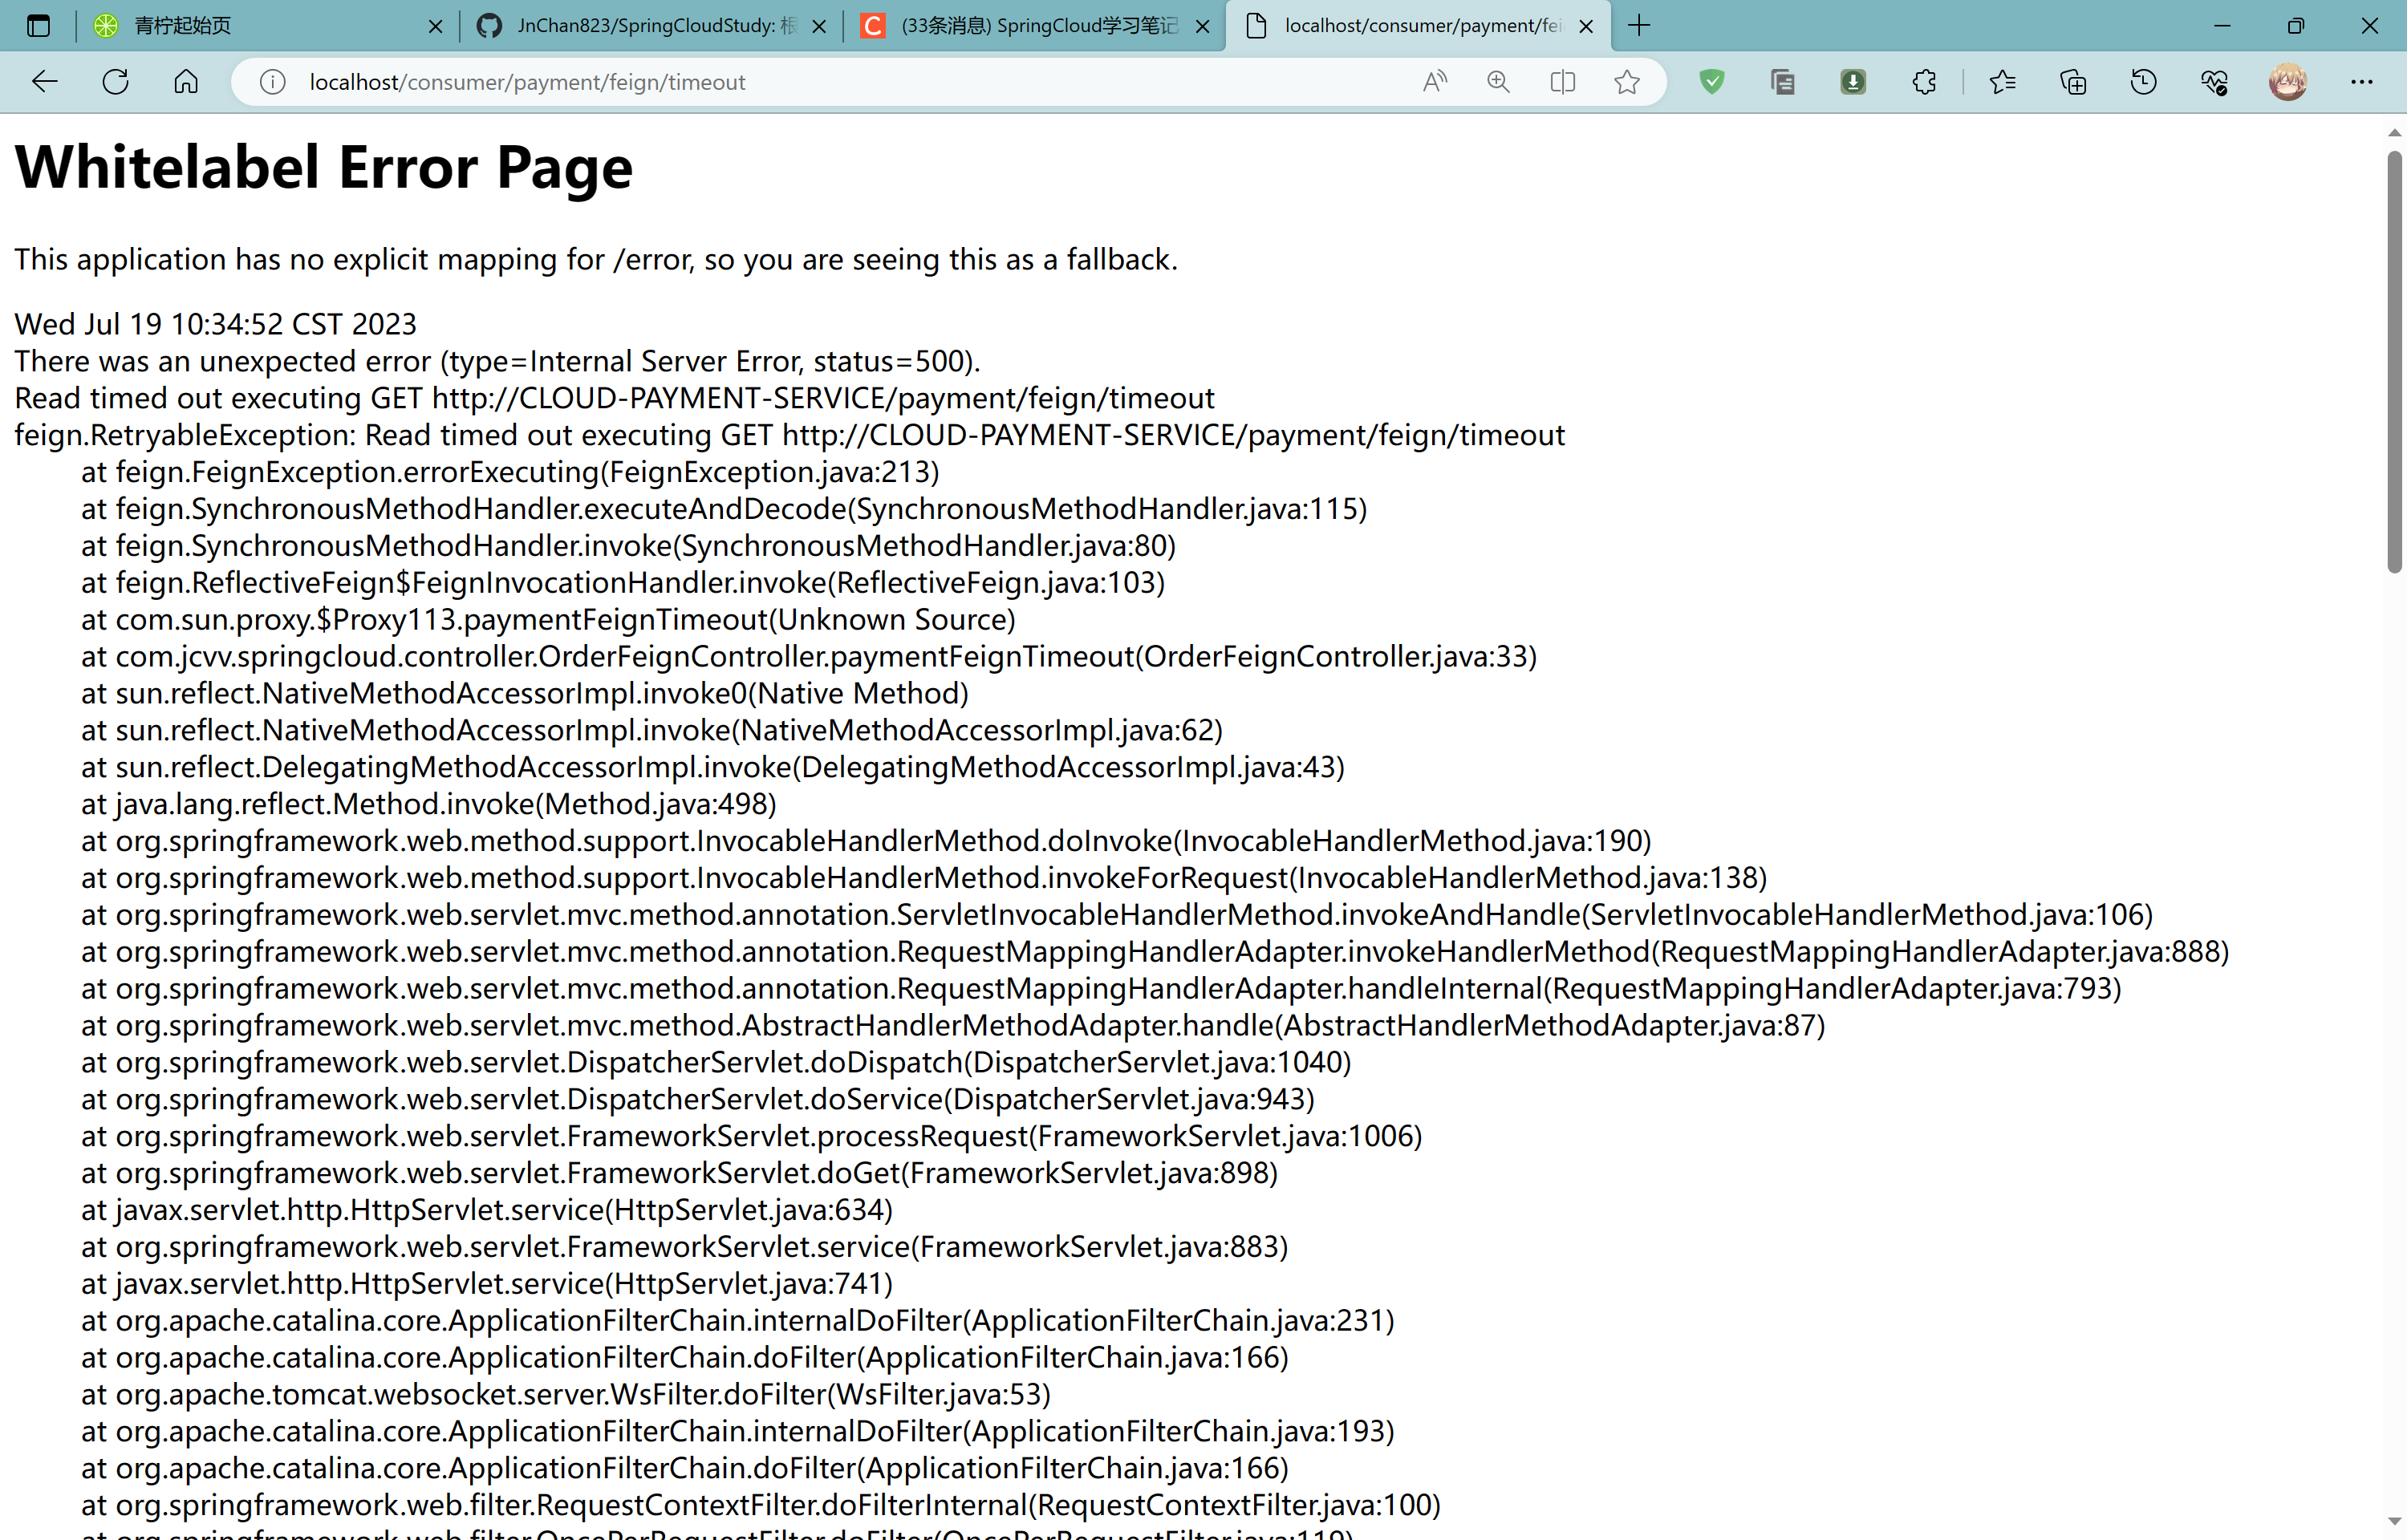 青柠起始页
JnChan823/SpringCloudStudy: 根
(33条消息) SpringCloud学习笔记
localhost/consumer/payment/fei
localhost/consumer/payment/feign/timeout
Whitelabel Error Page
This application has no explicit mapping for /error, so you are seeing this as a fallback.
Wed Jul 19 10:34:52 CST 2023
There was an unexpected error (type=Internal Server Error, status=500).
Read timed out executing GET http://CLOUD-PAYMENT-SERVICE/payment/feign/timeout
feign.RetryableException: Read timed out executing GET http://CLOUD-PAYMENT-SERVICE/payment/feign/timeout
at feign.FeignException.errorExecuting(FeignException.java:213)
at feign.SynchronousMethodHandler.executeAndDecode(SynchronousMethodHandler.java:115)
at feign.SynchronousMethodHandler.invoke(SynchronousMethodHandler.java:80)
at feign.ReflectiveFeign$FeignInvocationHandler.invoke(ReflectiveFeign.java:103)
at com.sun.proxy.$Proxy113.paymentFeignTimeout(Unknown Source)
at com.jcvv.springcloud.controller.OrderFeignController.paymentFeignTimeout(OrderFeignController.java:33)
at sun.reflect.NativeMethodAccessorImpl.invoke0(Native Method)
at sun.reflect.NativeMethodAccessorImpl.invoke(NativeMethodAccessorImpl.java:62)
at sun.reflect.DelegatingMethodAccessorImpl.invoke(DelegatingMethodAccessorImpl.java:43)
at java.lang.reflect.Method.invoke(Method.java:498)
at org.springframework.web.method.support.InvocableHandlerMethod.doInvoke(InvocableHandlerMethod.java:190)
at org.springframework.web.method.support.InvocableHandlerMethod.invokeForRequest(InvocableHandlerMethod.java:138)
at org.springframework.web.servlet.mvc.method.annotation.ServletInvocableHandlerMethod.invokeAndHandle(ServletInvocableHandlerMethod.java:106)
at org.springframework.web.servlet.mvc.method.annotation.RequestMappingHandlerAdapter.invokeHandlerMethod(RequestMappingHandlerAdapter.java:888)
at org.springframework.web.servlet.mvc.method.annotation.RequestMappingHandlerAdapter.handleInternal(RequestMappingHandlerAdapter.java:793)
at org.springframework.web.servlet.mvc.method.AbstractHandlerMethodAdapter.handle(AbstractHandlerMethodAdapter.java:87)
at org.springframework.web.servlet.DispatcherServlet.doDispatch(DispatcherServlet.java:1040)
at org.springframework.web.servlet.DispatcherServlet.doService(DispatcherServlet.java:943)
at org.springframework.web.servlet.FrameworkServlet.processRequest(FrameworkServlet.java:1006)
at org.springframework.web.servlet.FrameworkServlet.doGet(FrameworkServlet.java:898)
at javax.servlet.http.HttpServlet.service(HttpServlet.java:634)
at org.springframework.web.servlet.FrameworkServlet.service(FrameworkServlet.java:883)
at javax.servlet.http.HttpServlet.service(HttpServlet.java:741)
at org.apache.catalina.core.ApplicationFilterChain.internalDoFilter(ApplicationFilterChain.java:231)
at org.apache.catalina.core.ApplicationFilterChain.doFilter(ApplicationFilterChain.java:166)
at org.apache.tomcat.websocket.server.WsFilter.doFilter(WsFilter.java:53)
at org.apache.catalina.core.ApplicationFilterChain.internalDoFilter(ApplicationFilterChain.java:193)
at org.apache.catalina.core.ApplicationFilterChain.doFilter(ApplicationFilterChain.java:166)
at org.springframework.web.filter.RequestContextFilter.doFilterInternal(RequestContextFilter.java:100)
at org.springframework.web.filter.OncePerRequestFilter.doFilter(OncePerRequestFilter.java:119)